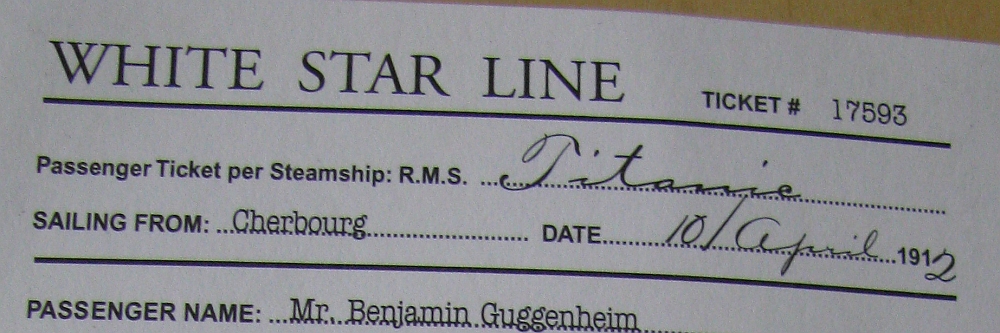 WHITE STAR LINE TICKET # 17593
Passenger Ticket per Steamship: R.M.S. ...Titanic...
SAILING FROM: ...Cherbourg... DATE...10/April...1912
PASSENGER NAME: ...Mr. Benjamin Guggenheim...